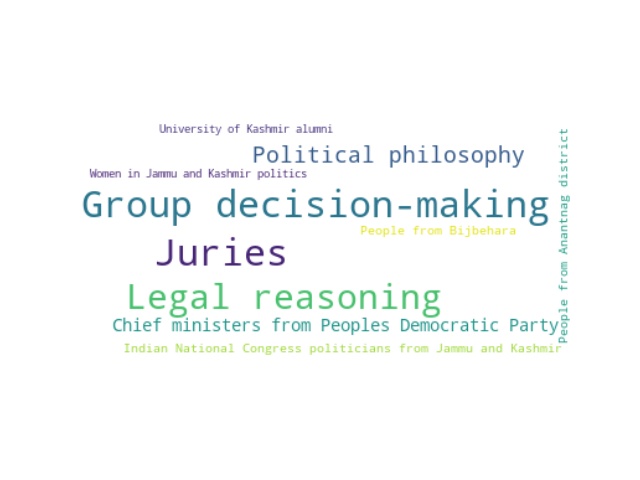 University of Kashmir alumni
Political philosophy
Women in Jammu and Kashmir politics
Group decision-making
People from Bijbehara
Juries
Legal reasoning
Chief ministers from Peoples Democratic Party
Indian National Congress politicians from Jammu and Kashmir
People from Anantnag district